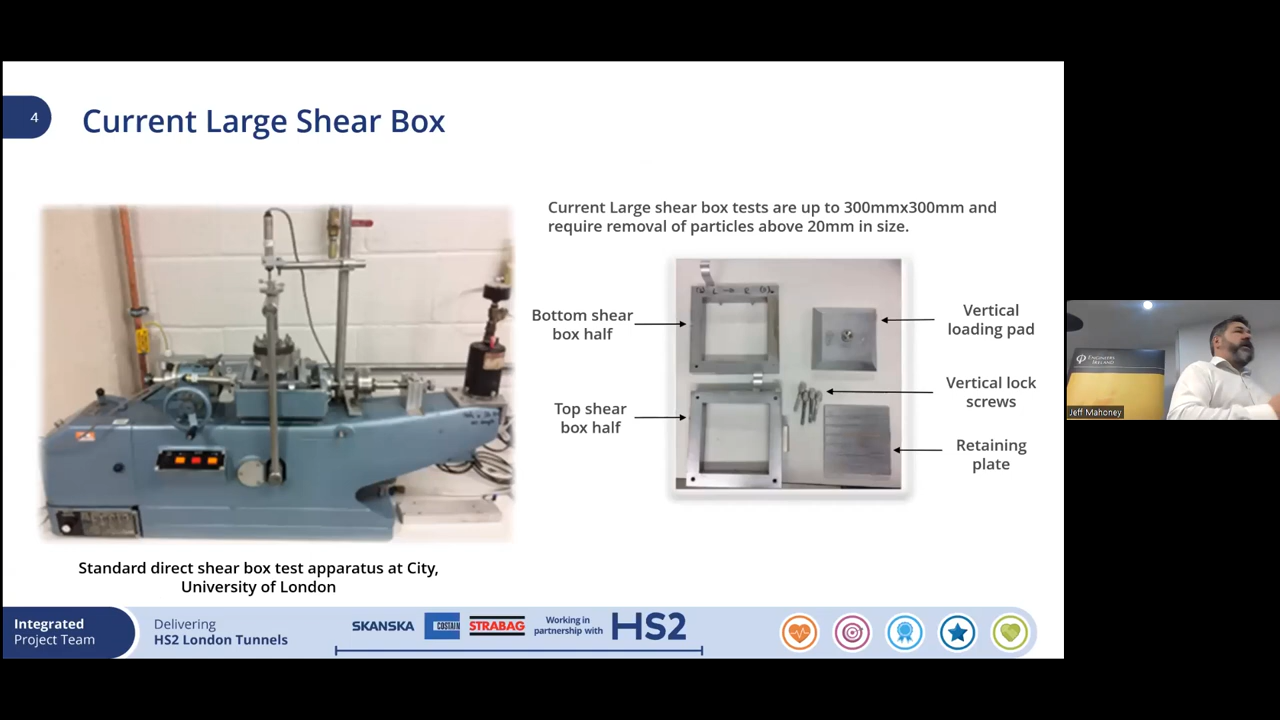 4
Current Large Shear Box
Current Large shear box tests are up to 300mmx300mm and
require removal of particles above 20mm in size.
Bottom shear
box half
Top shear
box half
Vertical
loading pad
Vertical lock
screws
Retaining
plate
Standard direct shear box test apparatus at City,
University of London
Integrated
Project Team
Delivering
HS2 London Tunnels
SKANSKA
COSTAIN
STRABAG
Working in
partnership with
HS2
ENGINEERS
IRELAND
Jeff Mahoney